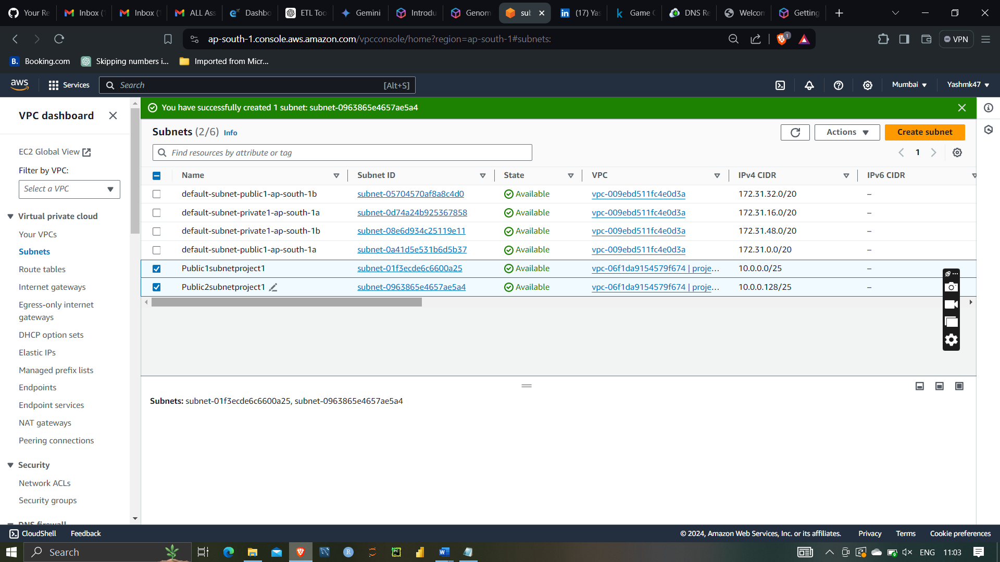 Your Re
Inbox (1
Inbox (1
ALL Ass
Dashbo
ETL Too
Gemini
Introdu
Genom
sub
(17) Yas
Game C
DNS Re
Welcom
Getting
ap-south-1.console.aws.amazon.com/vpcconsole/home?region=ap-south-1#subnets:
1
VPN
B. Booking.com
Skipping numbers i...
Imported from Micr...
aws
Services
Search
[Alt+S]
Mumbai
Yashmk47
VPC dashboard
EC2 Global View
Filter by VPC:
Select a VPC
Virtual private cloud
Your VPCs
Subnets
Route tables
Internet gateways
Egress-only internet
gateways
DHCP option sets
Elastic IPs
Managed prefix lists
Endpoints
Endpoint services
NAT gateways
Peering connections
Security
Network ACLs
Security groups
DNS firewall
You have successfully created 1 subnet: subnet-0963865e4657ae5a4
Subnets (2/6) Info
Actions
Create subnet
Find resources by attribute or tag
1
Name Subnet ID State VPC IPv4 CIDR IPv6 CIDR
default-subnet-public1-ap-south-1b subnet-05704570af8a8c4d0 Available vpc-009ebd511fc4e0d3a 172.31.32.0/20 –
default-subnet-private1-ap-south-1a subnet-0d74a24b925367858 Available vpc-009ebd511fc4e0d3a 172.31.16.0/20 –
default-subnet-private1-ap-south-1b subnet-08e6d934c25119e11 Available vpc-009ebd511fc4e0d3a 172.31.48.0/20 –
default-subnet-public1-ap-south-1a subnet-0a41d5e531b6d5b37 Available vpc-009ebd511fc4e0d3a 172.31.0.0/20 –
Public1subnetproject1 subnet-01f3ecde6c6600a25 Available vpc-06f1da9154579f674 | proje... 10.0.0.0/25 –
Public2subnetproject1 subnet-0963865e4657ae5a4 Available vpc-06f1da9154579f674 | proje... 10.0.0.128/25 –
Subnets: subnet-01f3ecde6c6600a25, subnet-0963865e4657ae5a4
CloudShell
Feedback
© 2024, Amazon Web Services, Inc. or its affiliates.
Privacy
Terms
Cookie preferences
Search
ENG
11:03